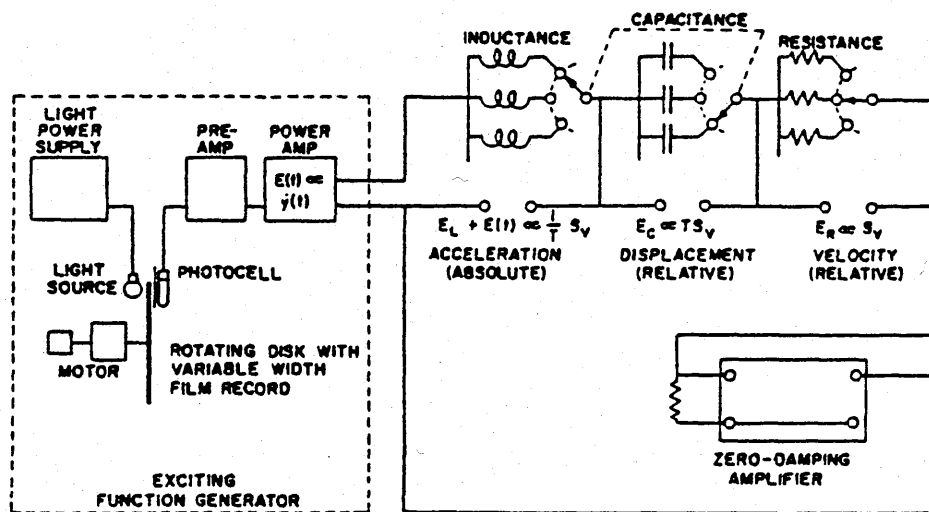 CAPACITANCE
INDUCTANCE
RESISTANCE
LIGHT
POWER
SUPPLY
PRE-
AMP
POWER
AMP
E(t) ∝
ÿ(t)
E_L + E(t) ∝ 1/T S_V
ACCELERATION
(ABSOLUTE)
E_C ∝ T S_V
DISPLACEMENT
(RELATIVE)
E_R ∝ S_V
VELOCITY
(RELATIVE)
LIGHT
SOURCE
PHOTOCELL
MOTOR
ROTATING DISK WITH
VARIABLE WIDTH
FILM RECORD
ZERO-DAMPING
AMPLIFIER
EXCITING
FUNCTION GENERATOR